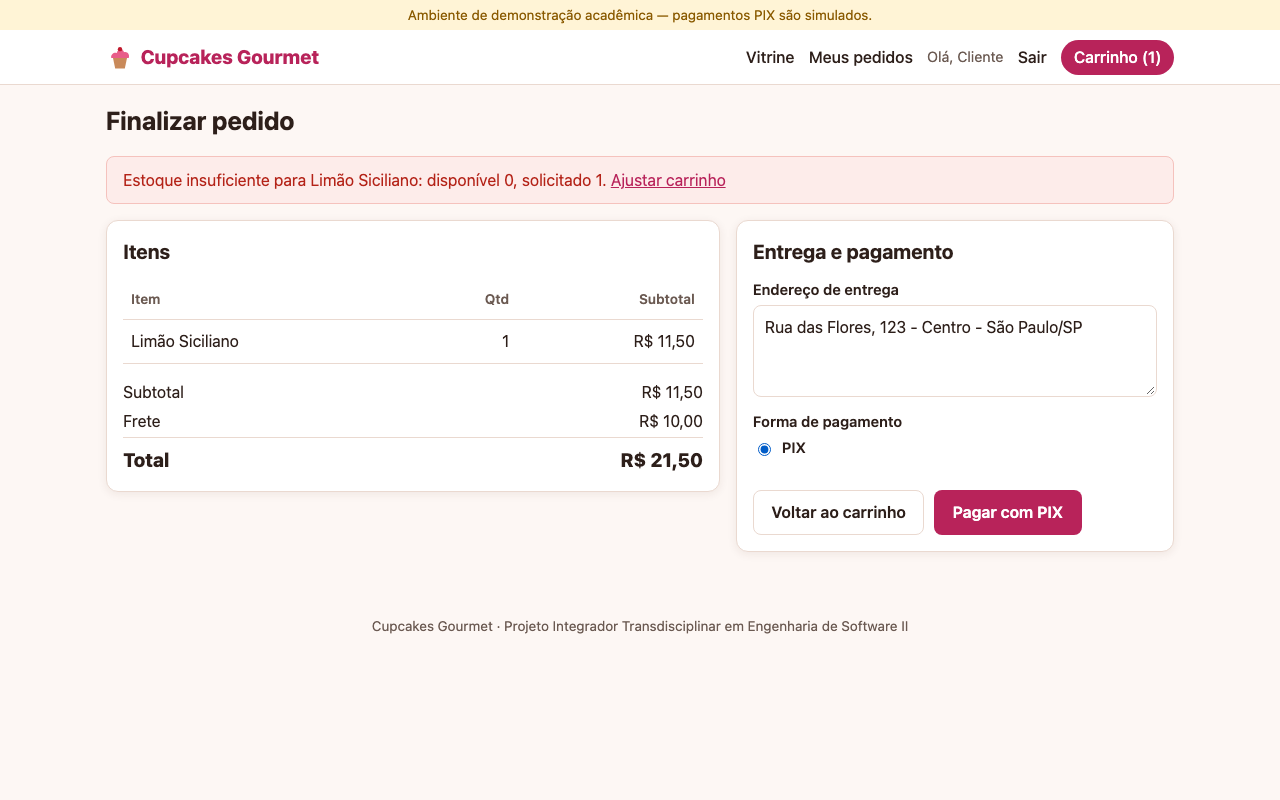 Ambiente de demonstração acadêmica — pagamentos PIX são simulados.
Cupcakes Gourmet
Vitrine
Meus pedidos
Olá, Cliente
Sair
Carrinho (1)
Finalizar pedido
Estoque insuficiente para Limão Siciliano: disponível 0, solicitado 1. Ajustar carrinho
Itens
Item Qtd Subtotal
Limão Siciliano 1 R$ 11,50
Subtotal R$ 11,50
Frete R$ 10,00
Total R$ 21,50
Entrega e pagamento
Endereço de entrega
Rua das Flores, 123 - Centro - São Paulo/SP
Forma de pagamento
PIX
Voltar ao carrinho
Pagar com PIX
Cupcakes Gourmet · Projeto Integrador Transdisciplinar em Engenharia de Software II